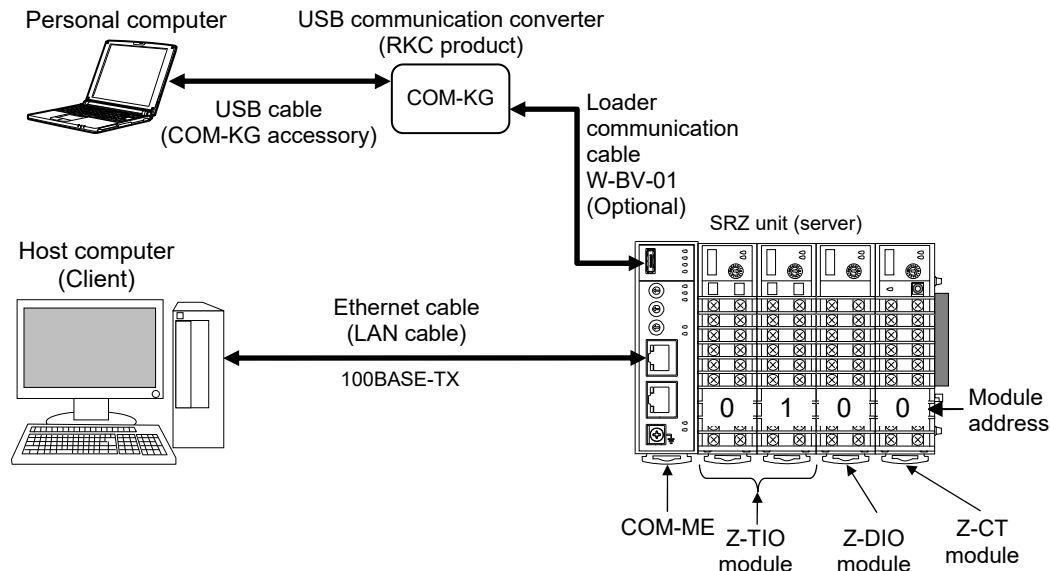 Personal computer
USB communication converter
(RKC product)
COM-KG
USB cable
(COM-KG accessory)
Loader
communication
cable
W-BV-01
(Optional)
SRZ unit (server)
Host computer
(Client)
Ethernet cable
(LAN cable)
100BASE-TX
0 1 0 0
Module
address
COM-ME
Z-TIO
module
Z-DIO
module
Z-CT
module